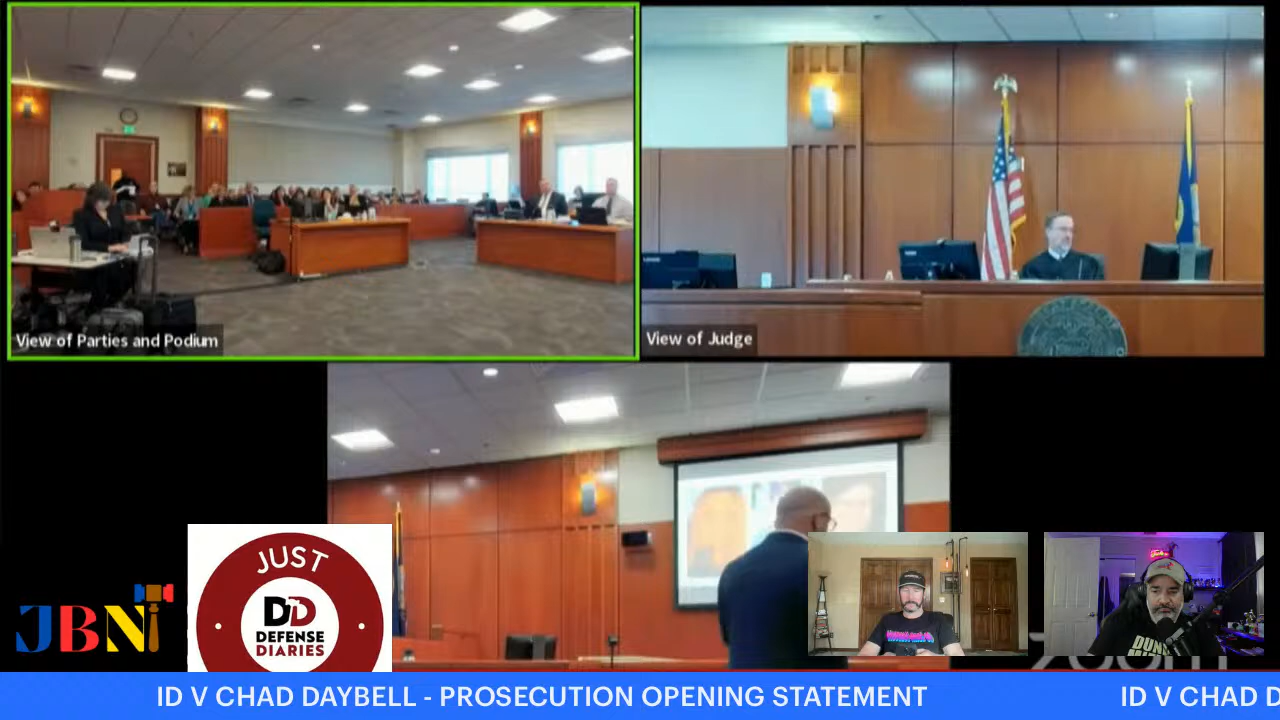 View of Parties and Podium
View of Judge
JUST
DD
DEFENSE
DIARIES
JBN
zoom
ID V CHAD DAYBELL - PROSECUTION OPENING STATEMENT
ID V CHAD D